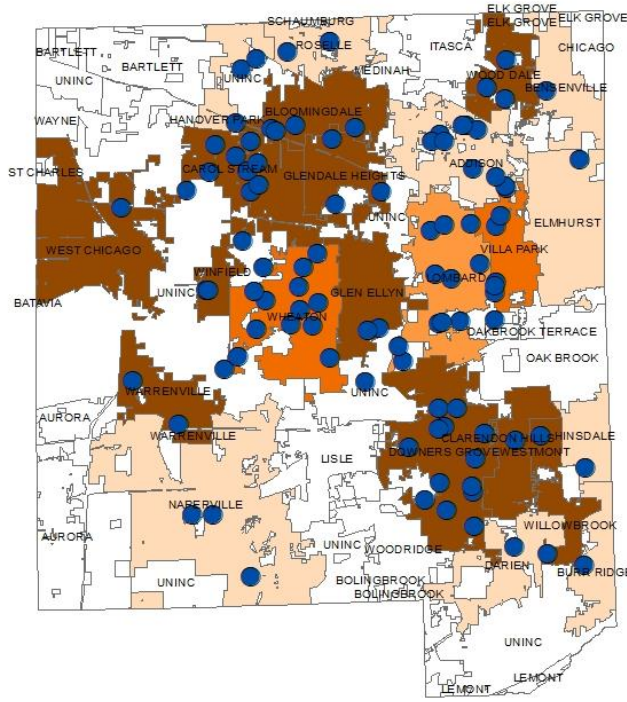 ELK GROVE
SCHAUMBURG
ELK GROVE
ELK GROVE
BARTLETT
ROSELLE
ITASCA
CHICAGO
BARTLETT
MEDINAH
UNINC
UNINC
WOOD DALE
BENSENVILLE
WAYNE
HANOVER PARK
BLOOMINGDALE
ADDISON
ST CHARLES
CAROL STREAM
GLENDALE HEIGHTS
UNINC
ELMHURST
WEST CHICAGO
VILLA PARK
WINFIELD
LOMBARD
UNINC
GLEN ELLYN
BATAVIA
WHEATON
OAKBROOK TERRACE
OAK BROOK
WARRENVILLE
UNINC
AURORA
WARRENVILLE
CLARENDON HILLS
HINSDALE
LISLE
DOWNERS GROVE
WESTMONT
NAPERVILLE
WILLOWBROOK
AURORA
UNINC
WOODRIDGE
DARIEN
UNINC
BOLINGBROOK
BURR RIDGE
BOLINGBROOK
UNINC
LEMONT
LEMONT